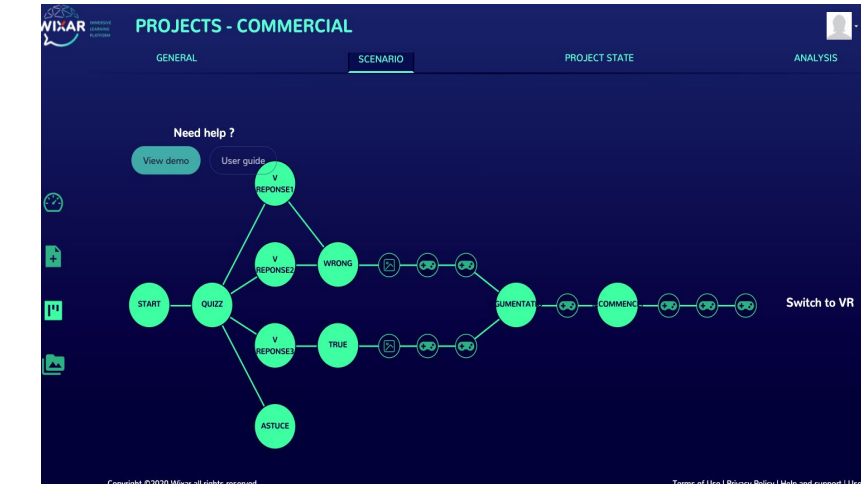 WIXAR IMMERSIVE LEARNING PLATFORM
PROJECTS - COMMERCIAL
GENERAL
SCENARIO
PROJECT STATE
ANALYSIS
Need help ?
View demo
User guide
V
REPONSE1
V
REPONSE2
WRONG
START
QUIZZ
GUMENTATI
COMMENC
Switch to VR
V
REPONSE3
TRUE
ASTUCE
Copyright ©2020 Wixar all rights reserved
Terms of Use | Privacy Policy | Help and support | Use